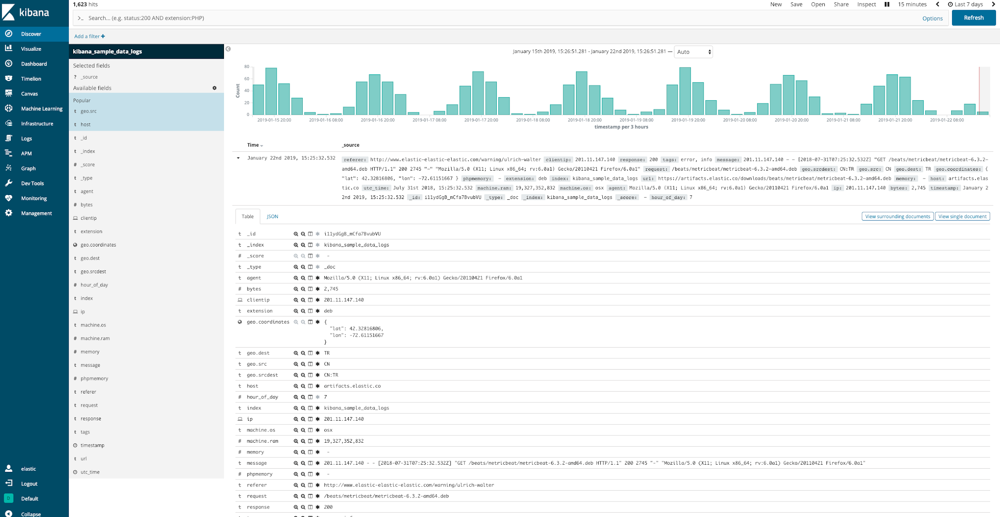 kibana
Discover
Visualize
Dashboard
Timelion
Canvas
Machine Learning
Infrastructure
Logs
APM
Graph
Dev Tools
Monitoring
Management
elastic
Logout
D Default
Collapse
1,623 hits
New Save Open Share Inspect 15 minutes Last 7 days
>_ Search... (e.g. status:200 AND extension:PHP) Options Refresh
Add a filter +
kibana_sample_data_logs
Selected fields
? _source
Available fields
Popular
t geo.src
t host
t _id
t _index
# _score
t _type
t agent
# bytes
clientip
t extension
geo.coordinates
t geo.dest
t geo.srcdest
# hour_of_day
t index
ip
t machine.os
# machine.ram
# memory
t message
# phpmemory
t referer
t request
t response
t tags
timestamp
t url
utc_time
January 15th 2019, 15:26:51.281 - January 22nd 2019, 15:26:51.281 — Auto
Count
80
60
40
20
0
2019-01-15 20:00 2019-01-16 08:00 2019-01-16 20:00 2019-01-17 08:00 2019-01-17 20:00 2019-01-18 08:00 2019-01-18 20:00 2019-01-19 08:00 2019-01-19 20:00 2019-01-20 08:00 2019-01-20 20:00 2019-01-21 08:00 2019-01-21 20:00 2019-01-22 08:00
timestamp per 3 hours
Time _source
January 22nd 2019, 15:25:32.532 referer: http://www.elastic-elastic-elastic.com/warning/ulrich-walter clientip: 201.11.147.140 response: 200 tags: error, info message: 201.11.147.140 - - [2018-07-31T07:25:32.532Z] "GET /beats/metricbeat/metricbeat-6.3.2-
amd64.deb HTTP/1.1" 200 2745 "-" "Mozilla/5.0 (X11; Linux x86_64; rv:6.0a1) Gecko/20110421 Firefox/6.0a1" request: /beats/metricbeat/metricbeat-6.3.2-amd64.deb geo.srcdest: CN:TR geo.src: CN geo.dest: TR geo.coordinates: {
"lat": 42.32816806, "lon": -72.61151667 } phpmemory: - extension: deb index: kibana_sample_data_logs url: https://artifacts.elastic.co/downloads/beats/metricbeat/metricbeat-6.3.2-amd64.deb memory: - host: artifacts.elas
tic.co utc_time: July 31st 2018, 15:25:32.532 machine.ram: 19,327,352,832 machine.os: osx agent: Mozilla/5.0 (X11; Linux x86_64; rv:6.0a1) Gecko/20110421 Firefox/6.0a1 ip: 201.11.147.140 bytes: 2,745 timestamp: January 2
2nd 2019, 15:25:32.532 _id: i11ydGgB_mCfa7BvubVU _type: _doc _index: kibana_sample_data_logs _score: - hour_of_day: 7
Table JSON View surrounding documents View single document
t _id i11ydGgB_mCfa7BvubVU
t _index kibana_sample_data_logs
# _score -
t _type _doc
t agent Mozilla/5.0 (X11; Linux x86_64; rv:6.0a1) Gecko/20110421 Firefox/6.0a1
# bytes 2,745
clientip 201.11.147.140
t extension deb
geo.coordinates {
"lat": 42.32816806,
"lon": -72.61151667
}
t geo.dest TR
t geo.src CN
t geo.srcdest CN:TR
t host artifacts.elastic.co
# hour_of_day 7
t index kibana_sample_data_logs
ip 201.11.147.140
t machine.os osx
# machine.ram 19,327,352,832
# memory -
t message 201.11.147.140 - - [2018-07-31T07:25:32.532Z] "GET /beats/metricbeat/metricbeat-6.3.2-amd64.deb HTTP/1.1" 200 2745 "-" "Mozilla/5.0 (X11; Linux x86_64; rv:6.0a1) Gecko/20110421 Firefox/6.0a1"
# phpmemory -
t referer http://www.elastic-elastic-elastic.com/warning/ulrich-walter
t request /beats/metricbeat/metricbeat-6.3.2-amd64.deb
t response 200